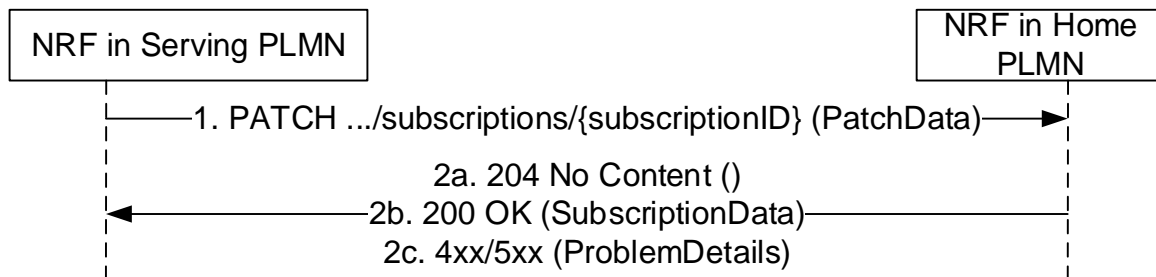 NRF in Serving PLMN
NRF in Home
PLMN
1. PATCH .../subscriptions/{subscriptionID} (PatchData)
2a. 204 No Content ()
2b. 200 OK (SubscriptionData)
2c. 4xx/5xx (ProblemDetails)